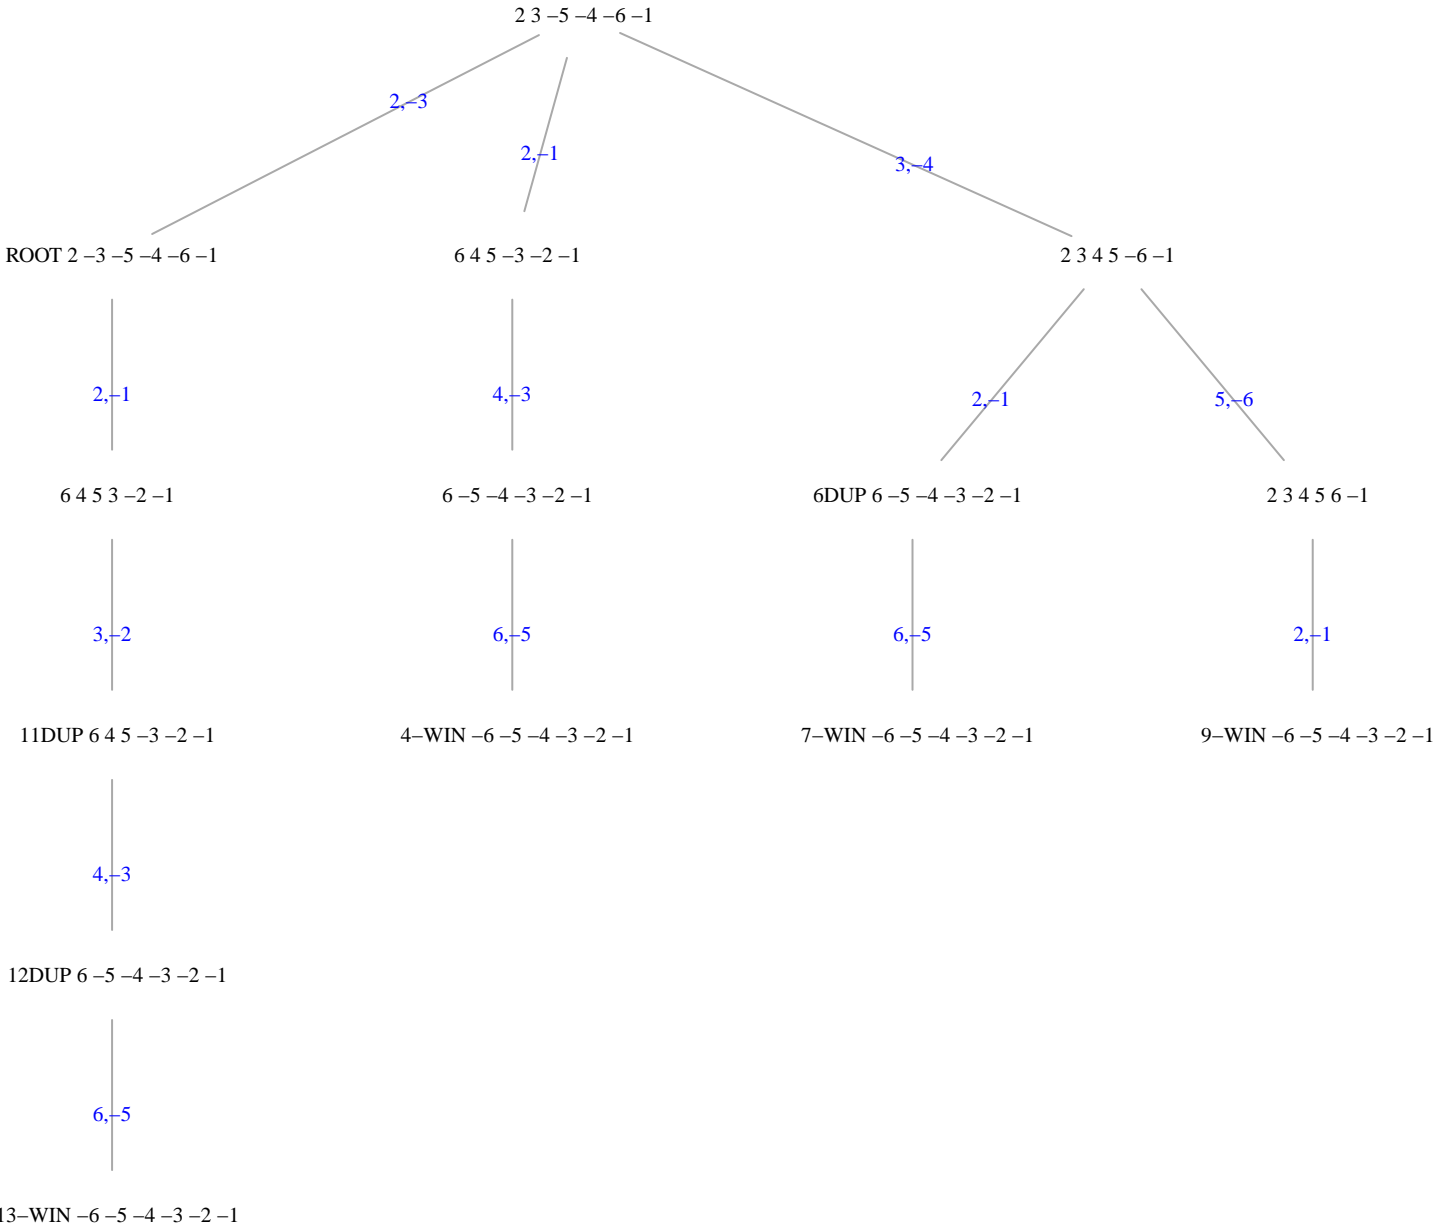 2 3 –5 –4 –6 –1
2,–3
2,–1
3,–4
ROOT 2 –3 –5 –4 –6 –1
6 4 5 –3 –2 –1
2 3 4 5 –6 –1
2,–1
4,–3
2,–1
5,–6
6 4 5 3 –2 –1
6 –5 –4 –3 –2 –1
6DUP 6 –5 –4 –3 –2 –1
2 3 4 5 6 –1
3,–2
6,–5
6,–5
2,–1
11DUP 6 4 5 –3 –2 –1
4–WIN –6 –5 –4 –3 –2 –1
7–WIN –6 –5 –4 –3 –2 –1
9–WIN –6 –5 –4 –3 –2 –1
4,–3
12DUP 6 –5 –4 –3 –2 –1
6,–5
13–WIN –6 –5 –4 –3 –2 –1